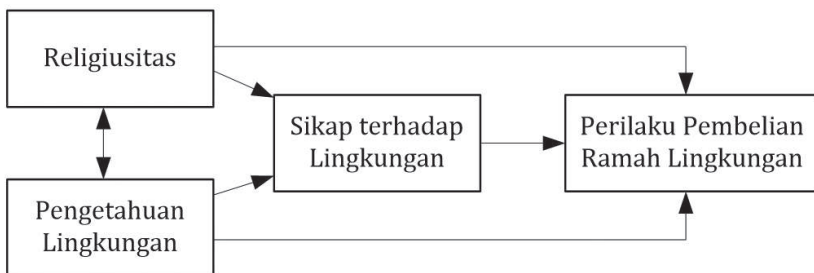 Religiusitas
Sikap terhadap
Lingkungan
Perilaku Pembelian
Ramah Lingkungan
Pengetahuan
Lingkungan